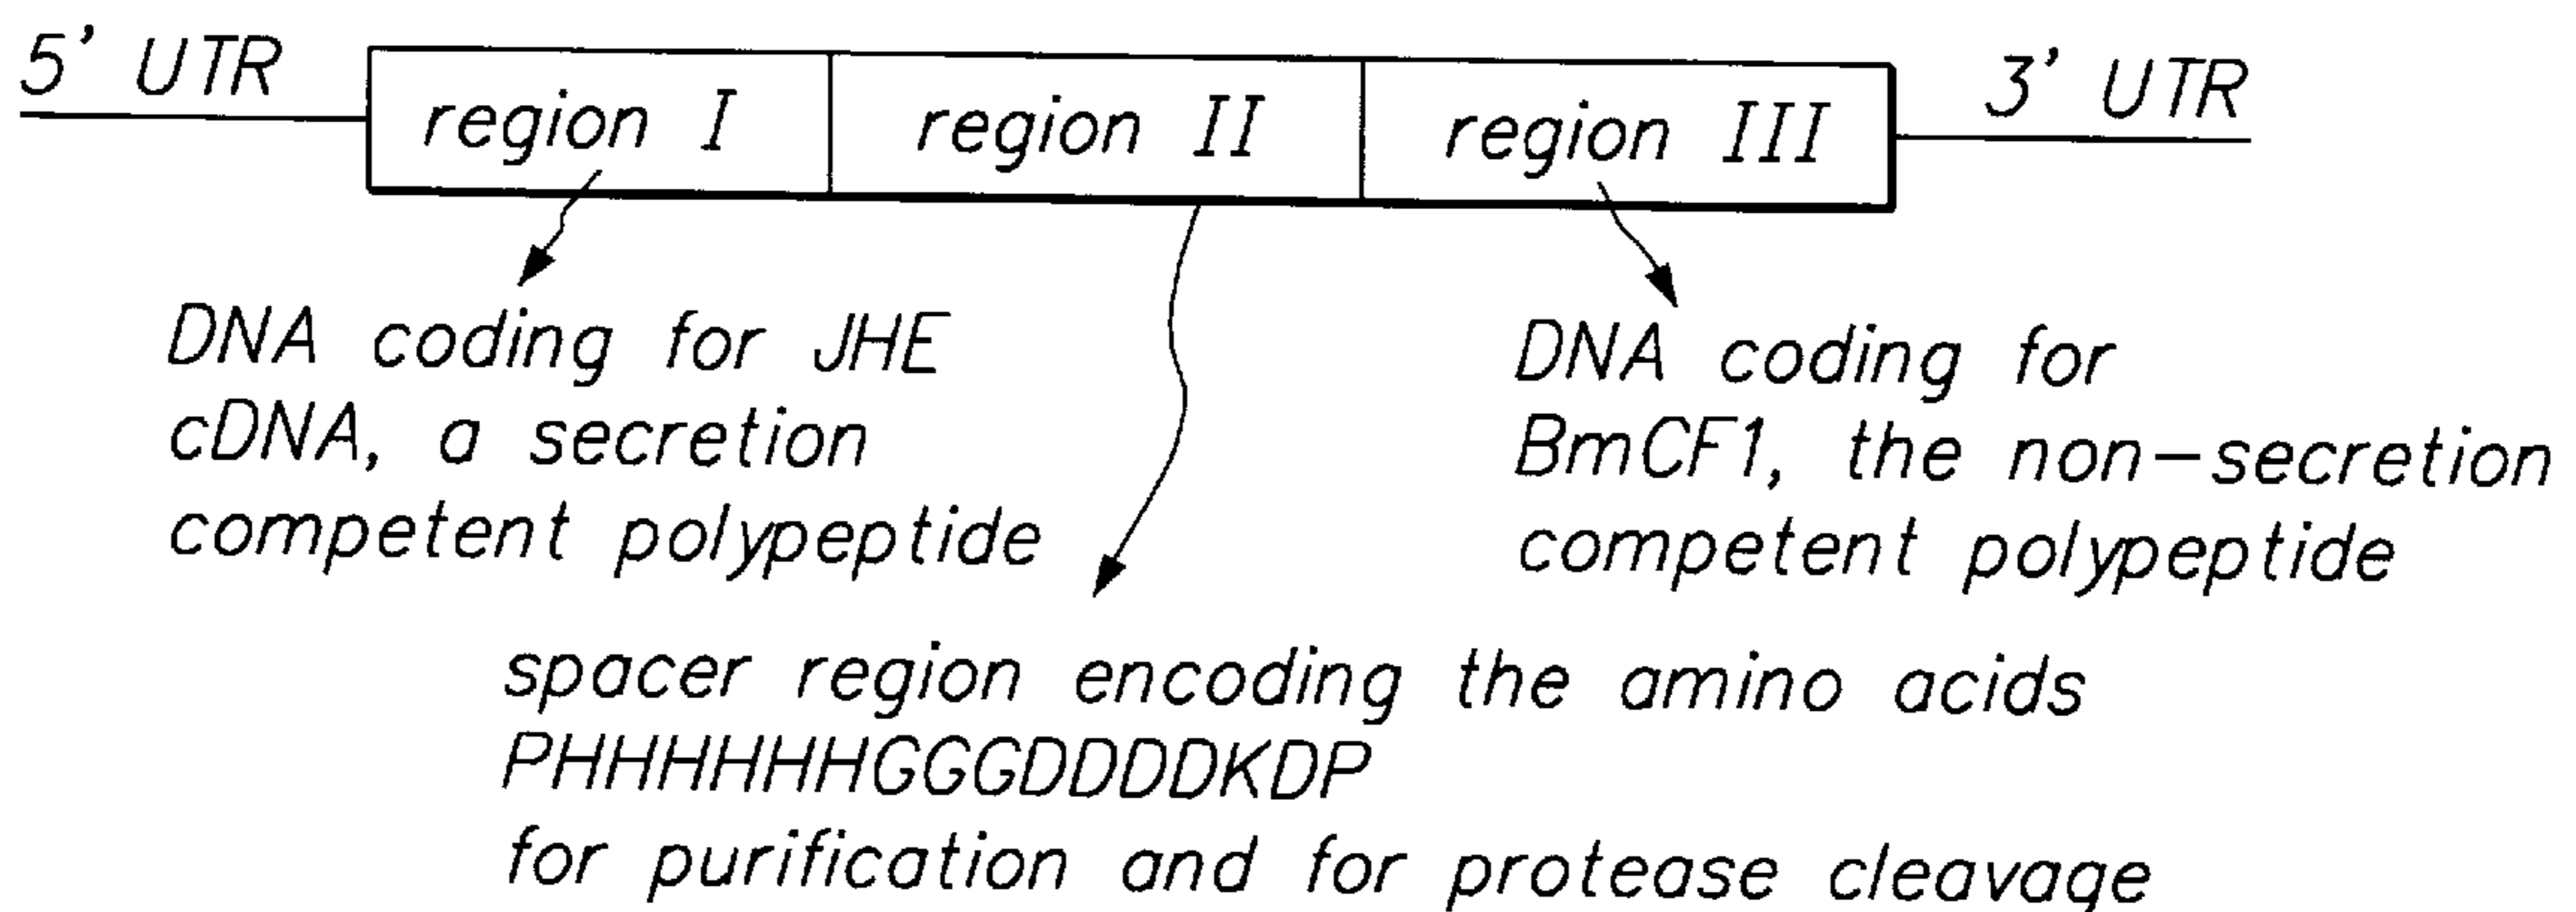 5' UTR
region I
region II
region III
3' UTR
DNA coding for JHE
cDNA, a secretion
competent polypeptide
DNA coding for
BmCF1, the non-secretion
competent polypeptide
spacer region encoding the amino acids
PHHHHHHGGGDDDDKDP
for purification and for protease cleavage